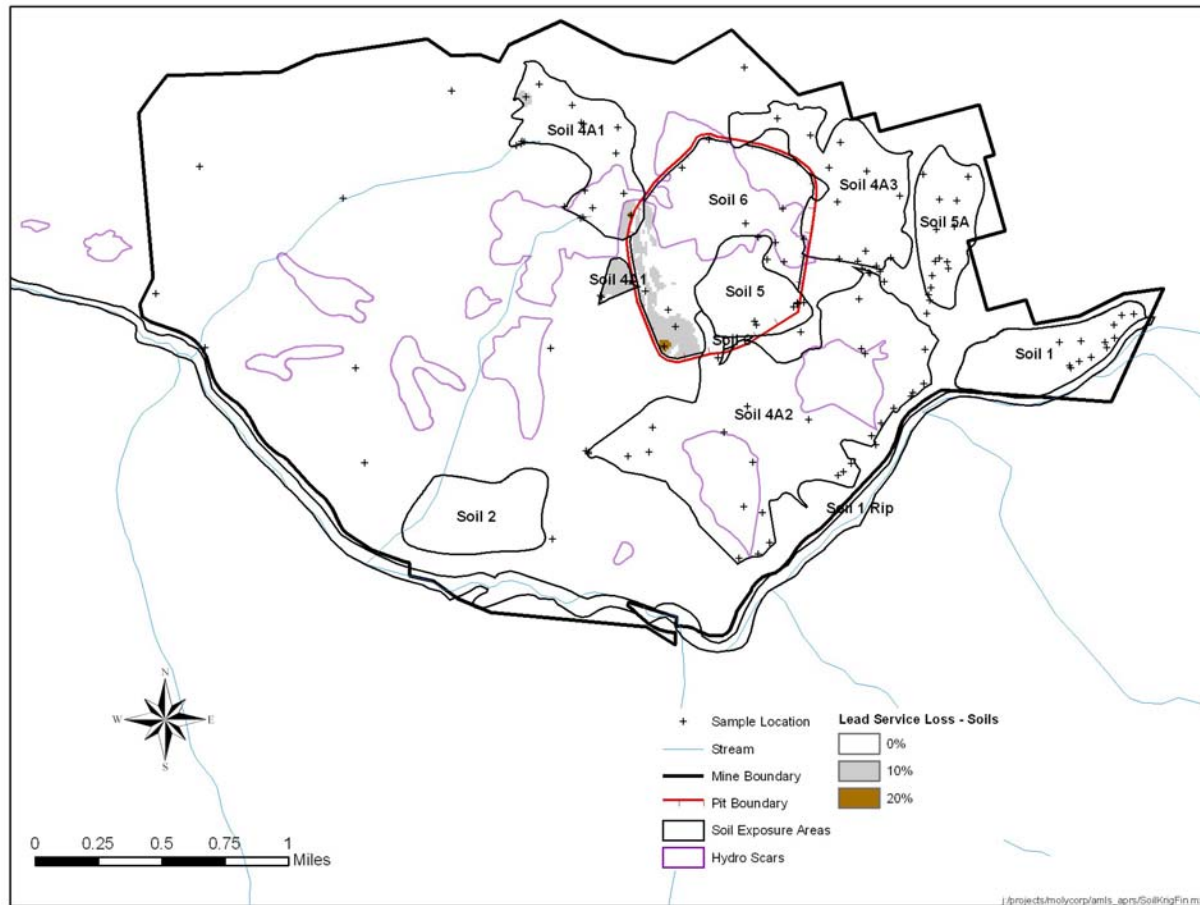 Soil 4A1
Soil 4A3
Soil 6
Soil 5A
Soil 4B1
Soil 5
Soil 6
Soil 1
Soil 4A2
Soil 2
Soil 1 Rip
N
W
E
S
Sample Location
Stream
Mine Boundary
Pit Boundary
Soil Exposure Areas
Hydro Scars
Lead Service Loss - Soils
0%
10%
20%
0 0.25 0.5 0.75 1
Miles
j:/projects/molycorp/amls_aprs/SoilKrigFin.m